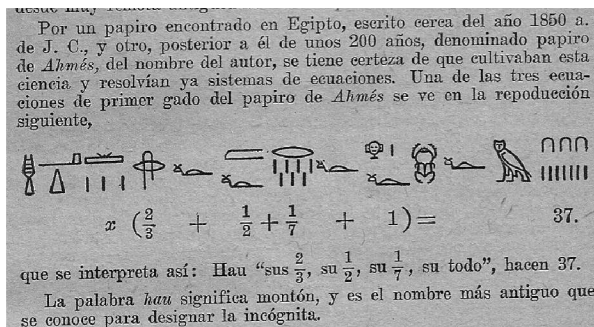 desde muy remota antigüedad
Por un papiro encontrado en Egipto, escrito cerca del año 1850 a.
de J. C., y otro, posterior a él de unos 200 años, denominado papiro
de Ahmés, del nombre del autor, se tiene certeza de que cultivaban esta
ciencia y resolvían ya sistemas de ecuaciones. Una de las tres ecua-
ciones de primer gado del papiro de Ahmés se ve en la repoducción
siguiente,
x (2/3 + 1/2 + 1/7 + 1) = 37.
que se interpreta así: Hau "sus 2/3, su 1/2, su 1/7, su todo", hacen 37.
La palabra hau significa montón, y es el nombre más antiguo que
se conoce para designar la incógnita.